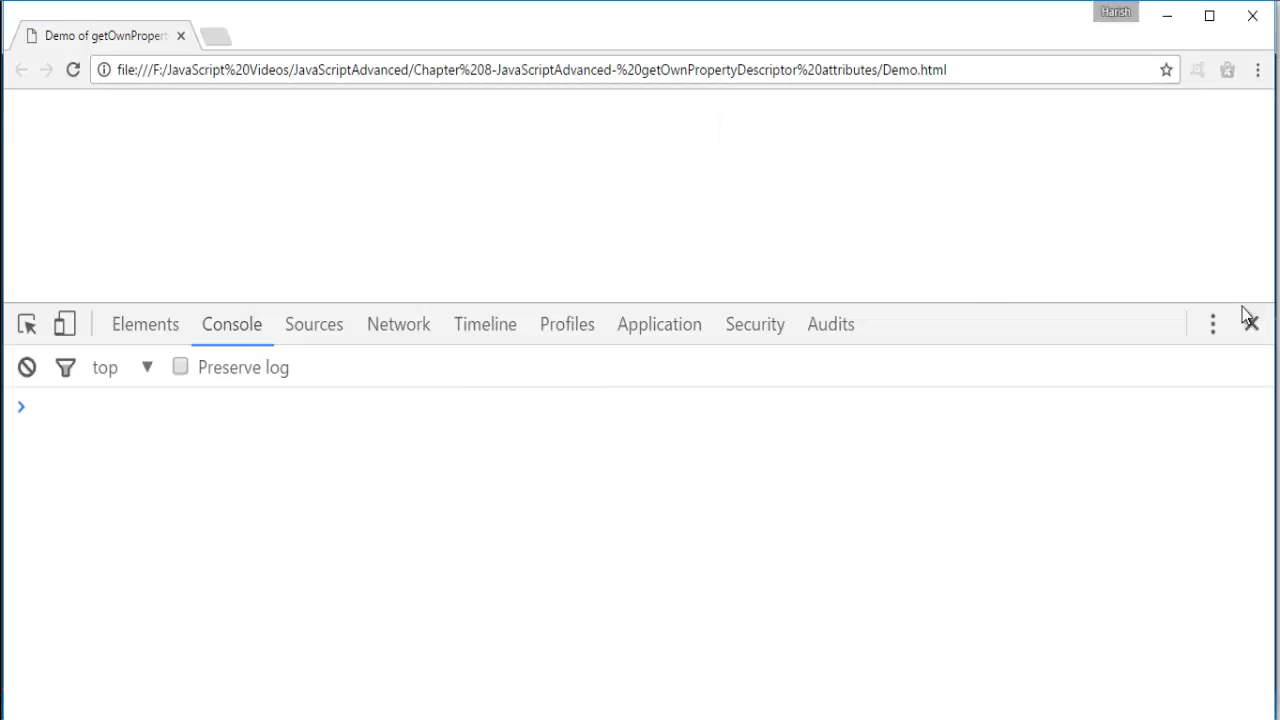 Harish
Demo of getOwnPropert
file:///F:/JavaScript%20Videos/JavaScriptAdvanced/Chapter%208-JavaScriptAdvanced-%20getOwnPropertyDescriptor%20attributes/Demo.html
Elements Console Sources Network Timeline Profiles Application Security Audits
top Preserve log